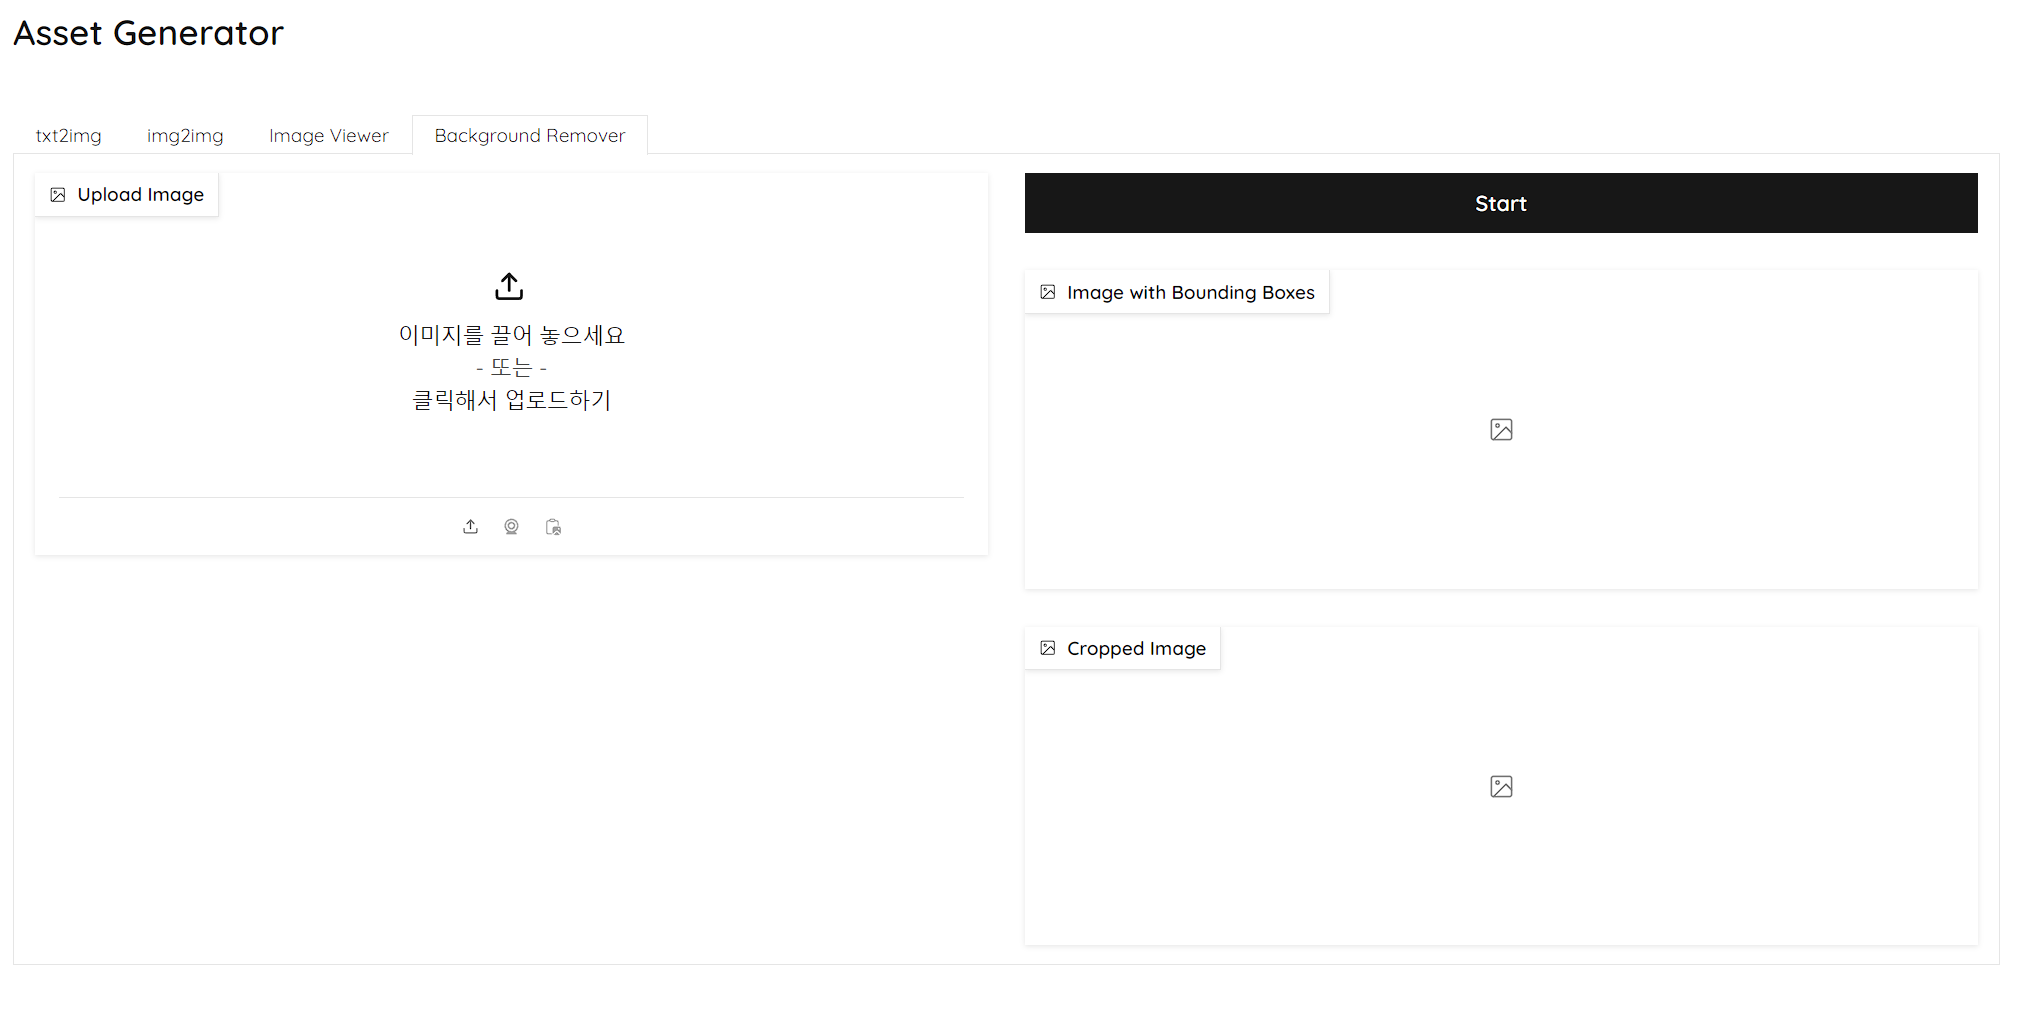 Asset Generator
txt2img
img2img
Image Viewer
Background Remover
Upload Image
이미지를 끌어 놓으세요
- 또는 -
클릭해서 업로드하기
Start
Image with Bounding Boxes
Cropped Image